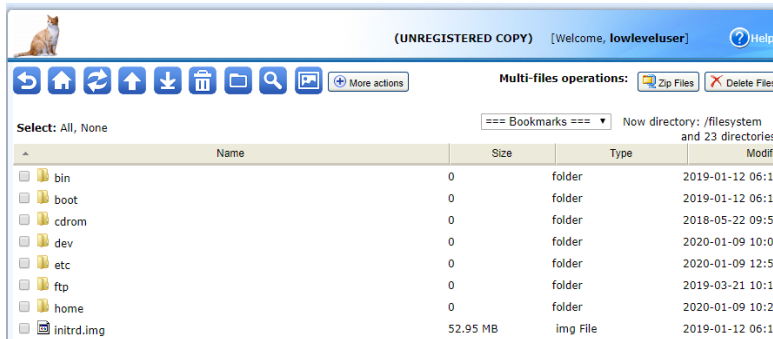 (UNREGISTERED COPY) [Welcome, lowleveluser] Help
More actions Multi-files operations: Zip Files Delete Files
=== Bookmarks === Now directory: /filesystem
Select: All, None and 23 directories
Name Size Type Modif
bin 0 folder 2019-01-12 06:1
boot 0 folder 2019-01-12 06:1
cdrom 0 folder 2018-05-22 09:5
dev 0 folder 2020-01-09 10:0
etc 0 folder 2020-01-09 12:5
ftp 0 folder 2019-03-21 10:1
home 0 folder 2020-01-09 10:2
initrd.img 52.95 MB img File 2019-01-12 06:1